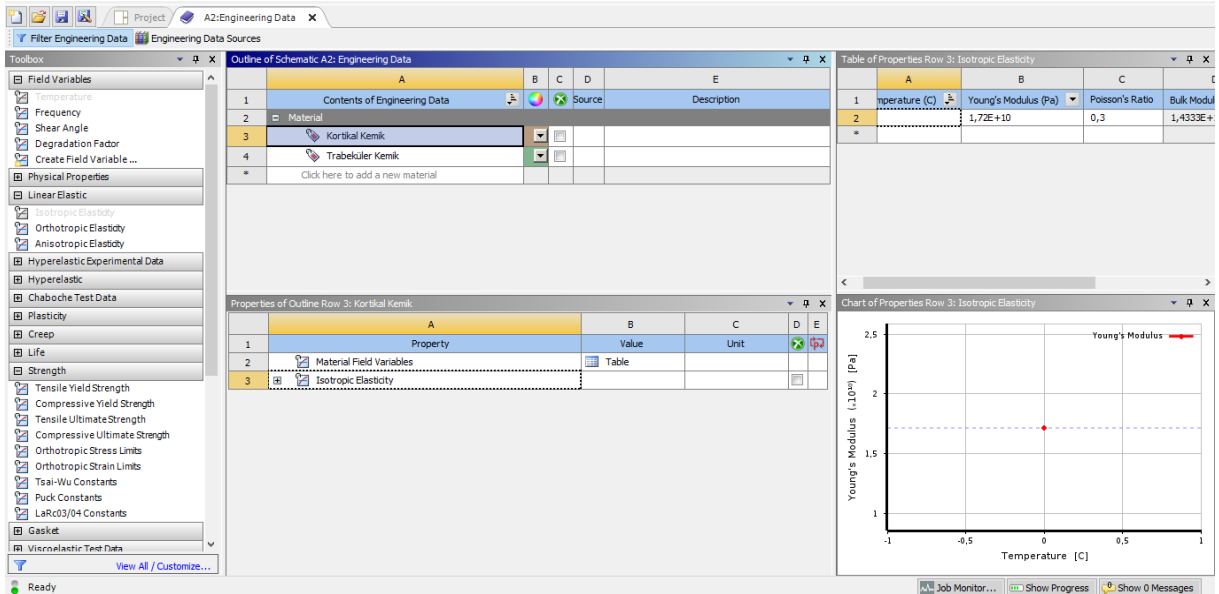 Project
A2:Engineering Data
Filter Engineering Data
Engineering Data Sources
Toolbox
Field Variables
Temperature
Frequency
Shear Angle
Degradation Factor
Create Field Variable ...
Physical Properties
Linear Elastic
Isotropic Elasticity
Orthotropic Elasticity
Anisotropic Elasticity
Hyperelastic Experimental Data
Hyperelastic
Chaboche Test Data
Plasticity
Creep
Life
Strength
Tensile Yield Strength
Compressive Yield Strength
Tensile Ultimate Strength
Compressive Ultimate Strength
Orthotropic Stress Limits
Orthotropic Strain Limits
Tsai-Wu Constants
Puck Constants
LaRc03/04 Constants
Gasket
Viscoelastic Test Data
View All / Customize...
Outline of Schematic A2: Engineering Data
A B C D E
1 Contents of Engineering Data Source Description
2 Material
3 Kortikal Kemik
4 Trabeküler Kemik
* Click here to add a new material
Properties of Outline Row 3: Kortikal Kemik
A B C D E
1 Property Value Unit
2 Material Field Variables Table
3 Isotropic Elasticity
Table of Properties Row 3: Isotropic Elasticity
A B C
1 mperature (C) Young's Modulus (Pa) Poisson's Ratio Bulk Modul
2 1,72E+10 0,3 1,4333E+1
*
Chart of Properties Row 3: Isotropic Elasticity
Young's Modulus
2,5
2
1,5
1
Young's Modulus (x10¹⁰) [Pa]
-1 -0,5 0 0,5 1
Temperature [C]
Ready
Job Monitor...
Show Progress
Show 0 Messages